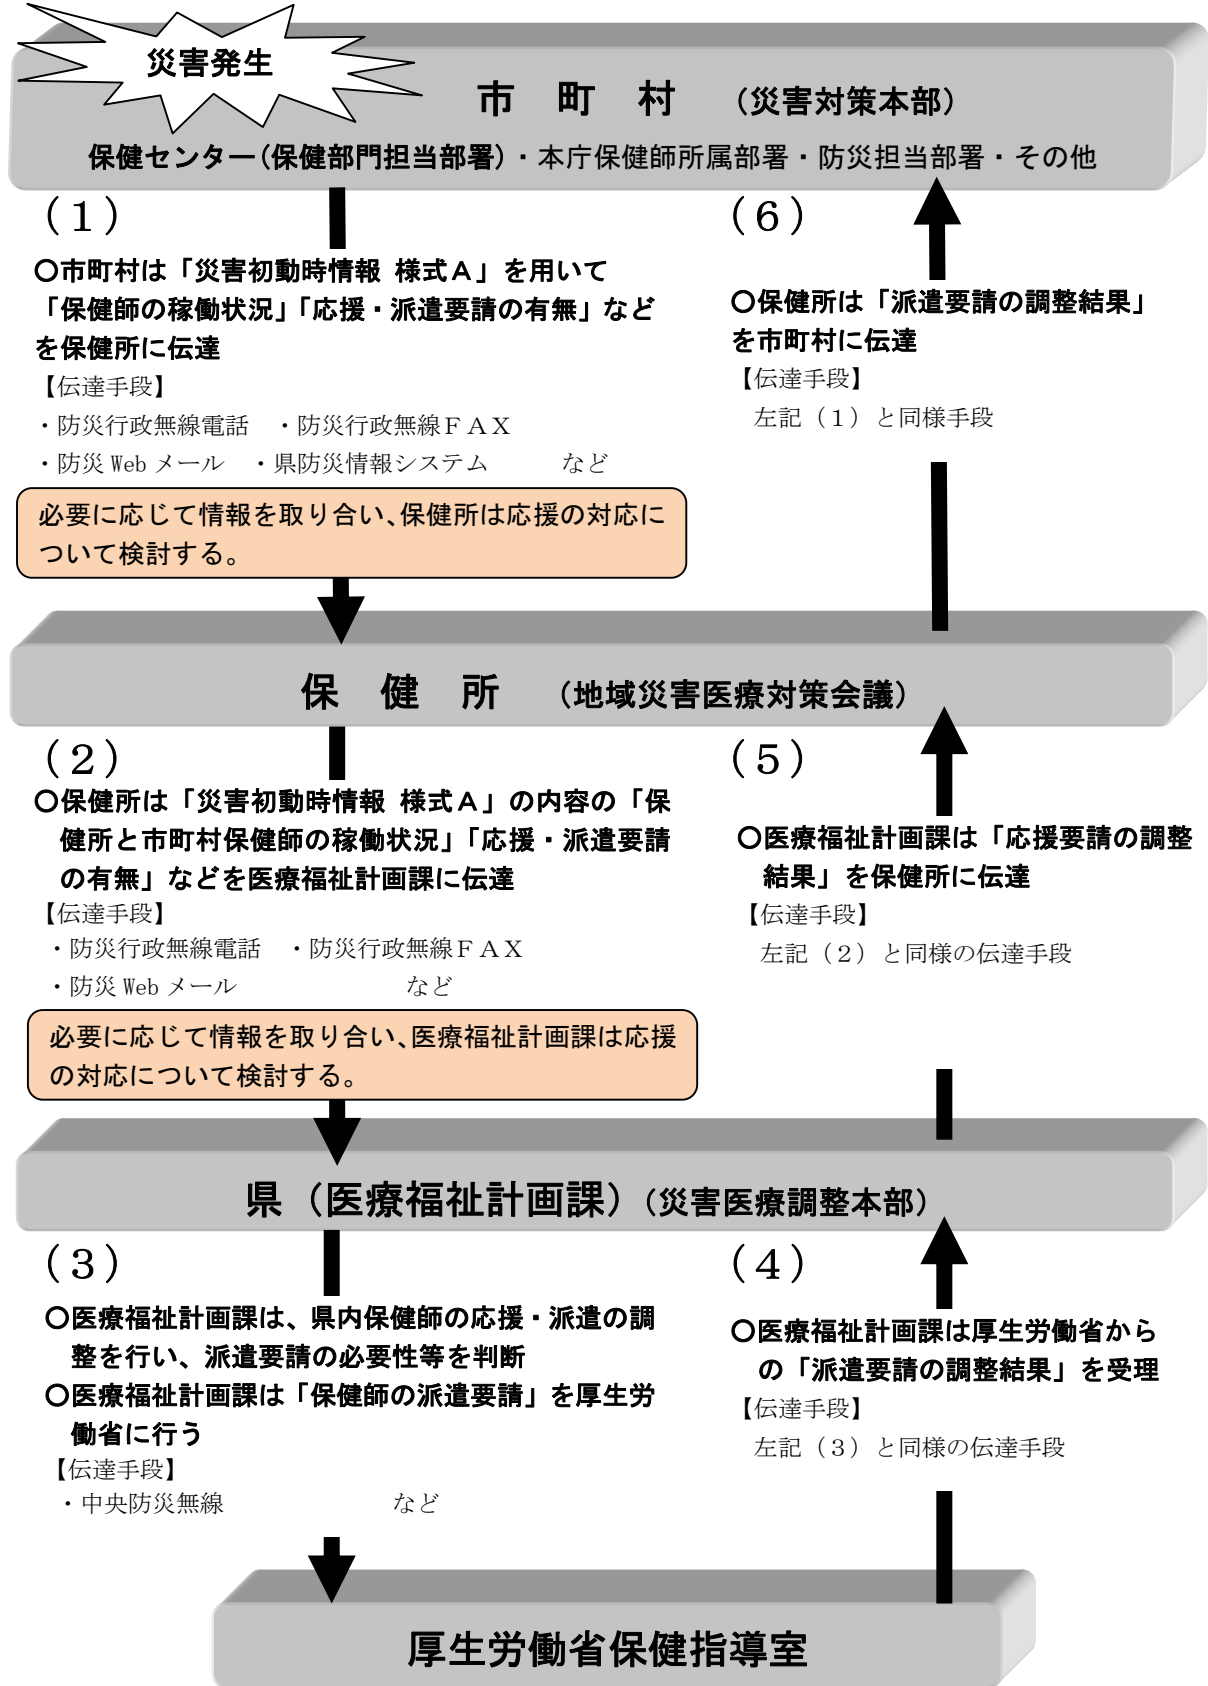 災害発生
市　町　村　（災害対策本部）
保健センター（保健部門担当部署）・本庁保健師所属部署・防災担当部署・その他
（１）
〇市町村は「災害初動時情報 様式Ａ」を用いて
「保健師の稼働状況」「応援・派遣要請の有無」など
を保健所に伝達
【伝達手段】
・防災行政無線電話　・防災行政無線ＦＡＸ
・防災 Web メール　・県防災情報システム　　　など
必要に応じて情報を取り合い、保健所は応援の対応に
ついて検討する。
（６）
〇保健所は「派遣要請の調整結果」
を市町村に伝達
【伝達手段】
左記（１）と同様手段
保　健　所　（地域災害医療対策会議）
（２）
〇保健所は「災害初動時情報 様式Ａ」の内容の「保
健所と市町村保健師の稼働状況」「応援・派遣要請
の有無」などを医療福祉計画課に伝達
【伝達手段】
・防災行政無線電話　・防災行政無線ＦＡＸ
・防災 Web メール　　　　　　　など
必要に応じて情報を取り合い、医療福祉計画課は応援
の対応について検討する。
（５）
〇医療福祉計画課は「応援要請の調整
結果」を保健所に伝達
【伝達手段】
左記（２）と同様の伝達手段
県（医療福祉計画課）（災害医療調整本部）
（３）
〇医療福祉計画課は、県内保健師の応援・派遣の調
整を行い、派遣要請の必要性等を判断
〇医療福祉計画課は「保健師の派遣要請」を厚生労
働省に行う
【伝達手段】
・中央防災無線　　　　　　　など
（４）
〇医療福祉計画課は厚生労働省から
の「派遣要請の調整結果」を受理
【伝達手段】
左記（３）と同様の伝達手段
厚生労働省保健指導室